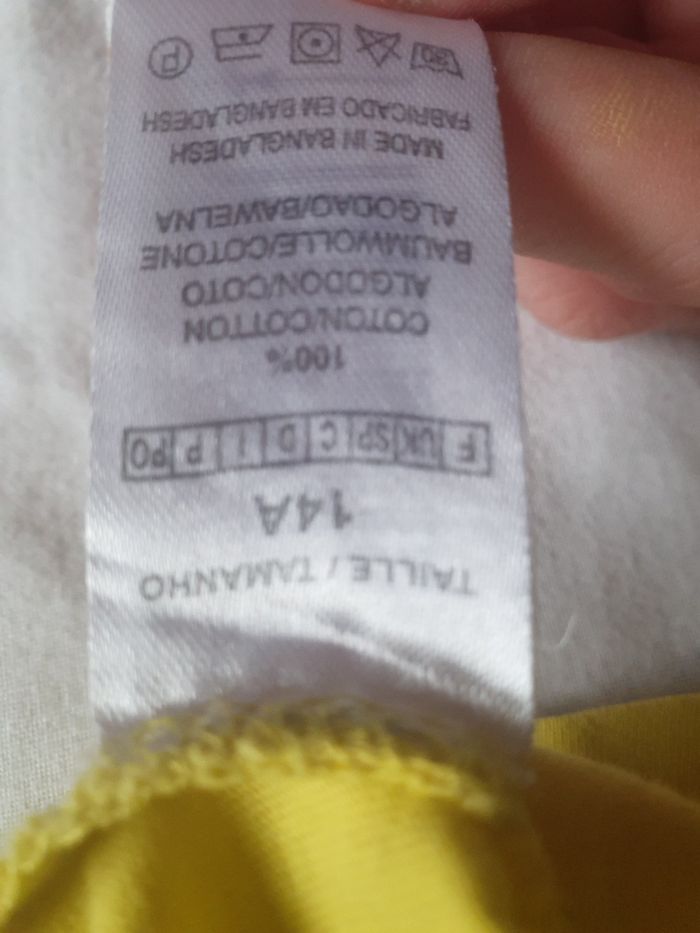 TAILLE / TAMANHO
14A
F UK SP C D I P PO
100%
COTON/COTTON
ALGODON/COTO
BAUMWOLLE/COTONE
ALGODAO/BAWELNA
MADE IN BANGLADESH
FABRICADO EM BANGLADESH
30 P